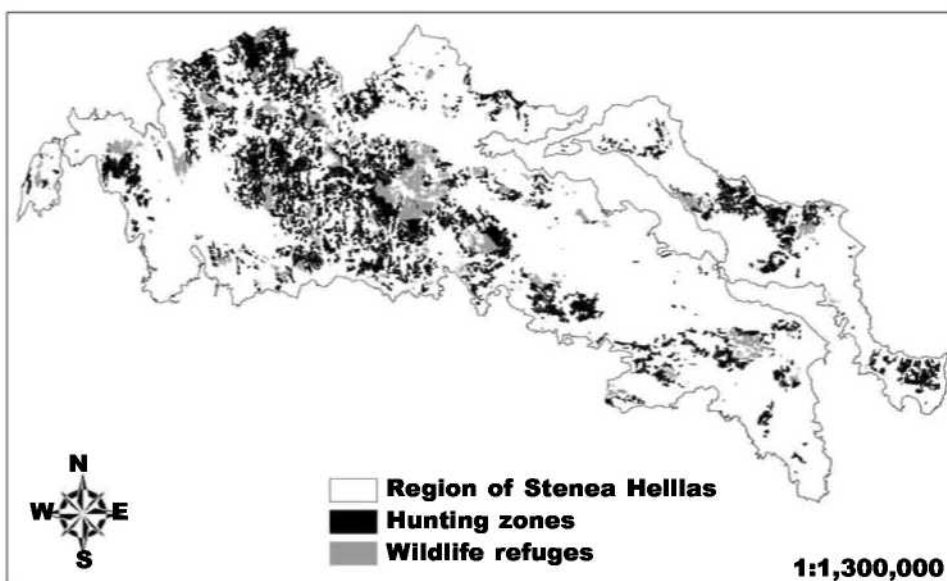 N
W E
S
Region of Stenea Helllas
Hunting zones
Wildlife refuges
1:1,300,000